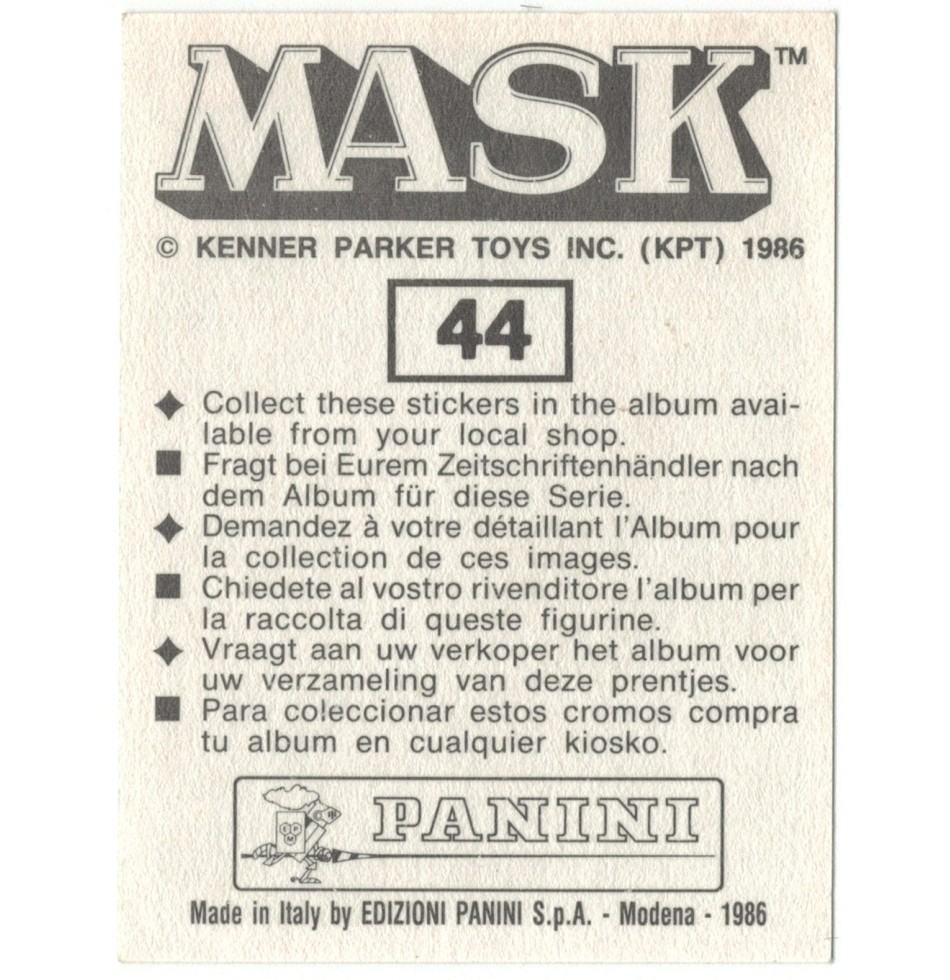 MASK™
© KENNER PARKER TOYS INC. (KPT) 1986
44
Collect these stickers in the album avai-
lable from your local shop.
Fragt bei Eurem Zeitschriftenhändler nach
dem Album für diese Serie.
Demandez à votre détaillant l'Album pour
la collection de ces images.
Chiedete al vostro rivenditore l'album per
la raccolta di queste figurine.
Vraagt aan uw verkoper het album voor
uw verzameling van deze prentjes.
Para coleccionar estos cromos compra
tu album en cualquier kiosko.
PANINI
Made in Italy by EDIZIONI PANINI S.p.A. - Modena - 1986